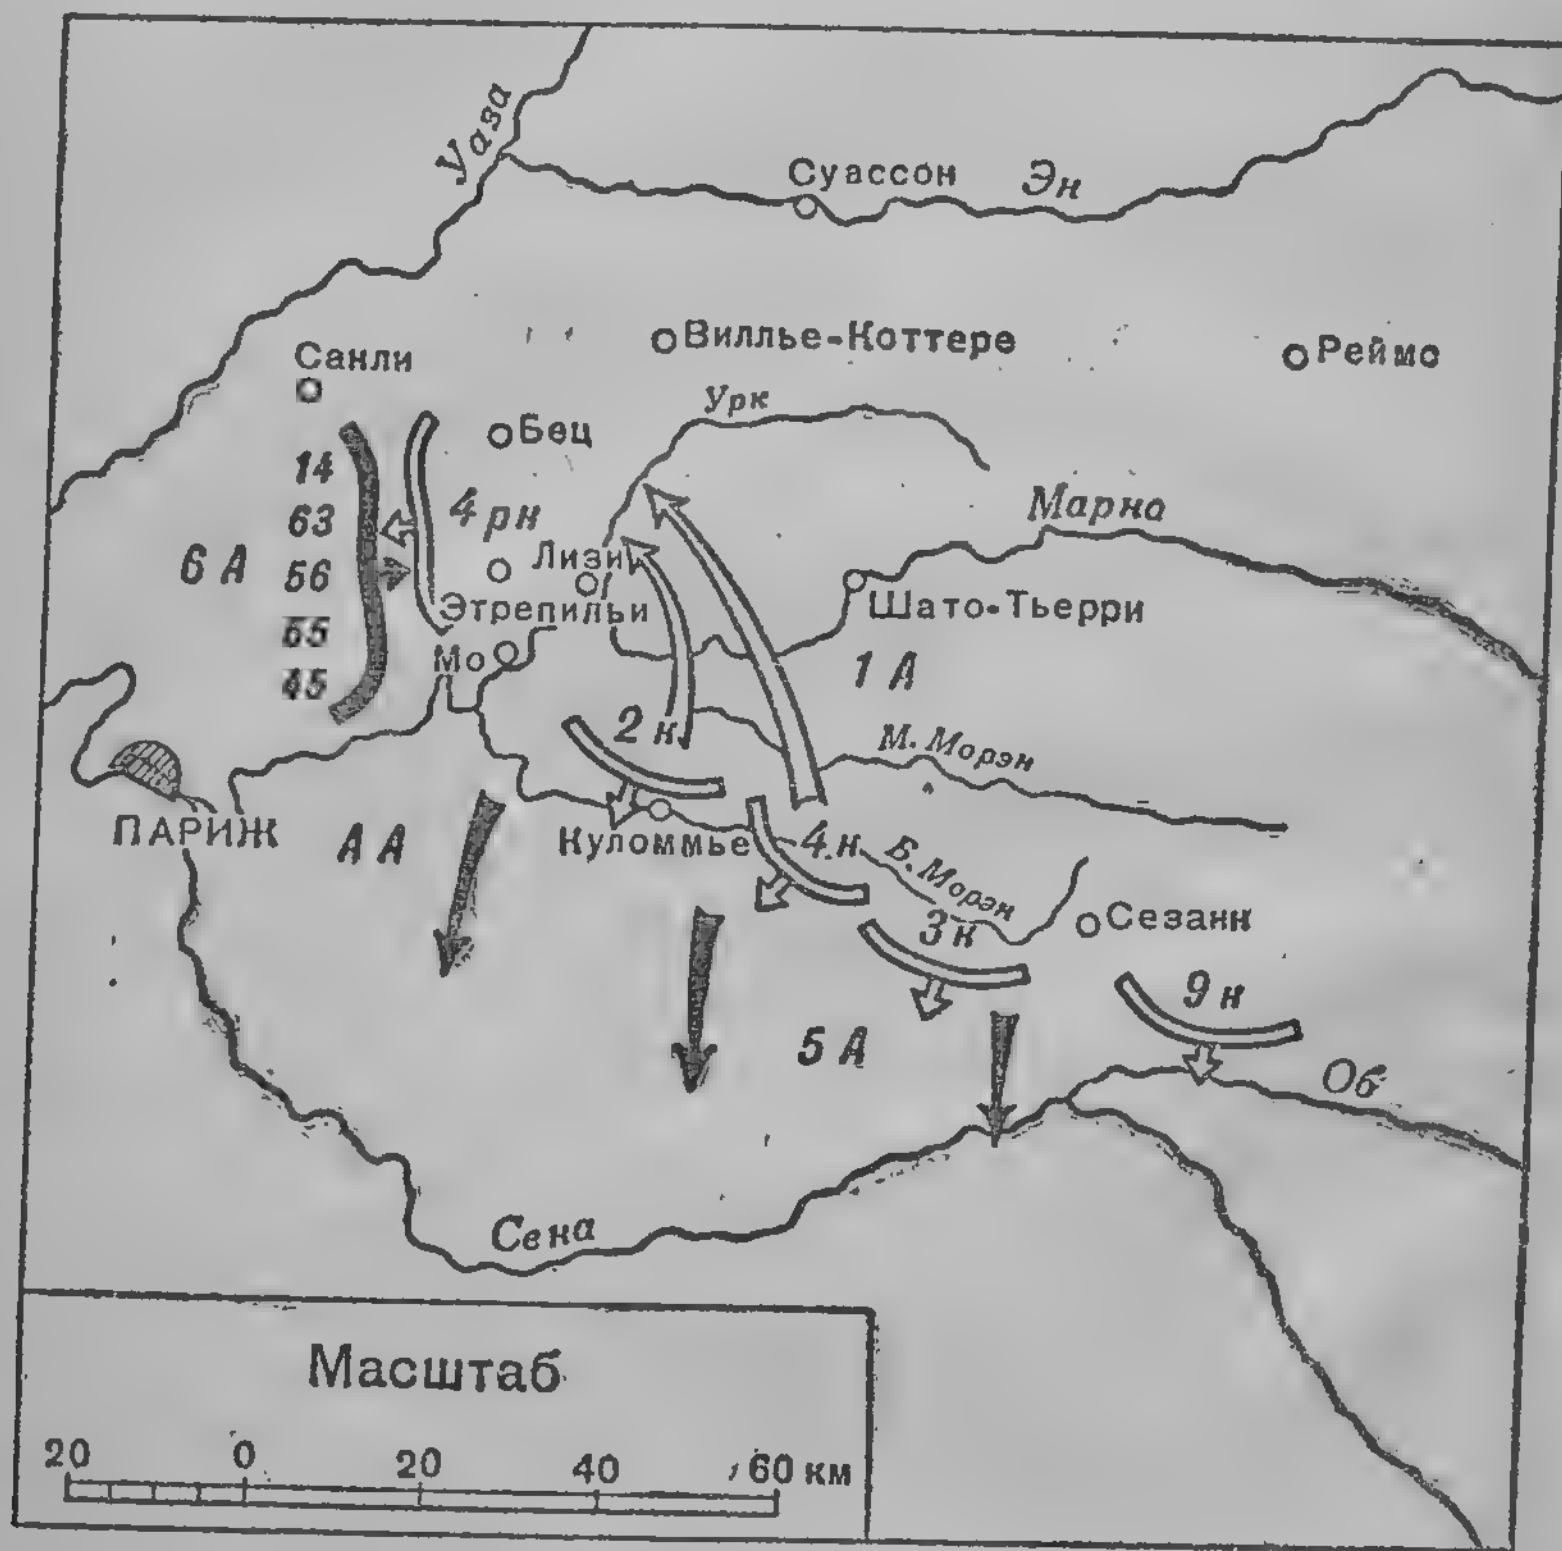 Уаза
Суассон
Эн
Виллье-Коттере
Реймс
Санли
Урк
Бец
14
4 рк
Марна
63
6 А
Лизи
56
Этрепильи
Шато-Тьерри
55
Мо
1 А
45
2 к
М. Морэн
ПАРИЖ
А А
Куломмье
4 к
Б. Морэн
3 к
Сезанн
9 к
5 А
Об
Сена
Масштаб
20 0 20 40 60 км